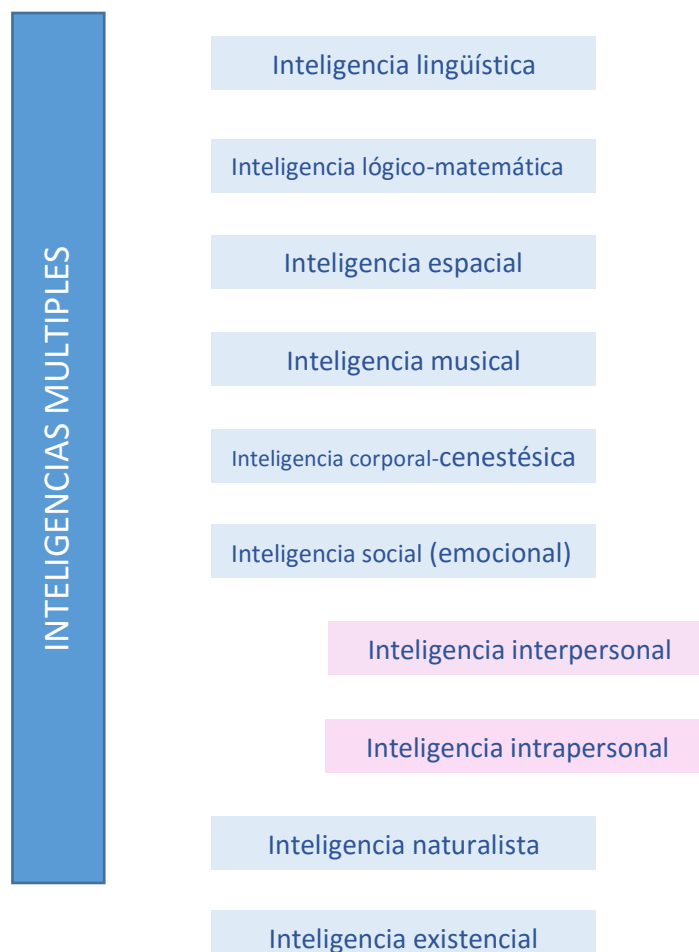 INTELIGENCIAS MULTIPLES
Inteligencia lingüística
Inteligencia lógico-matemática
Inteligencia espacial
Inteligencia musical
Inteligencia corporal-cenestésica
Inteligencia social (emocional)
Inteligencia interpersonal
Inteligencia intrapersonal
Inteligencia naturalista
Inteligencia existencial